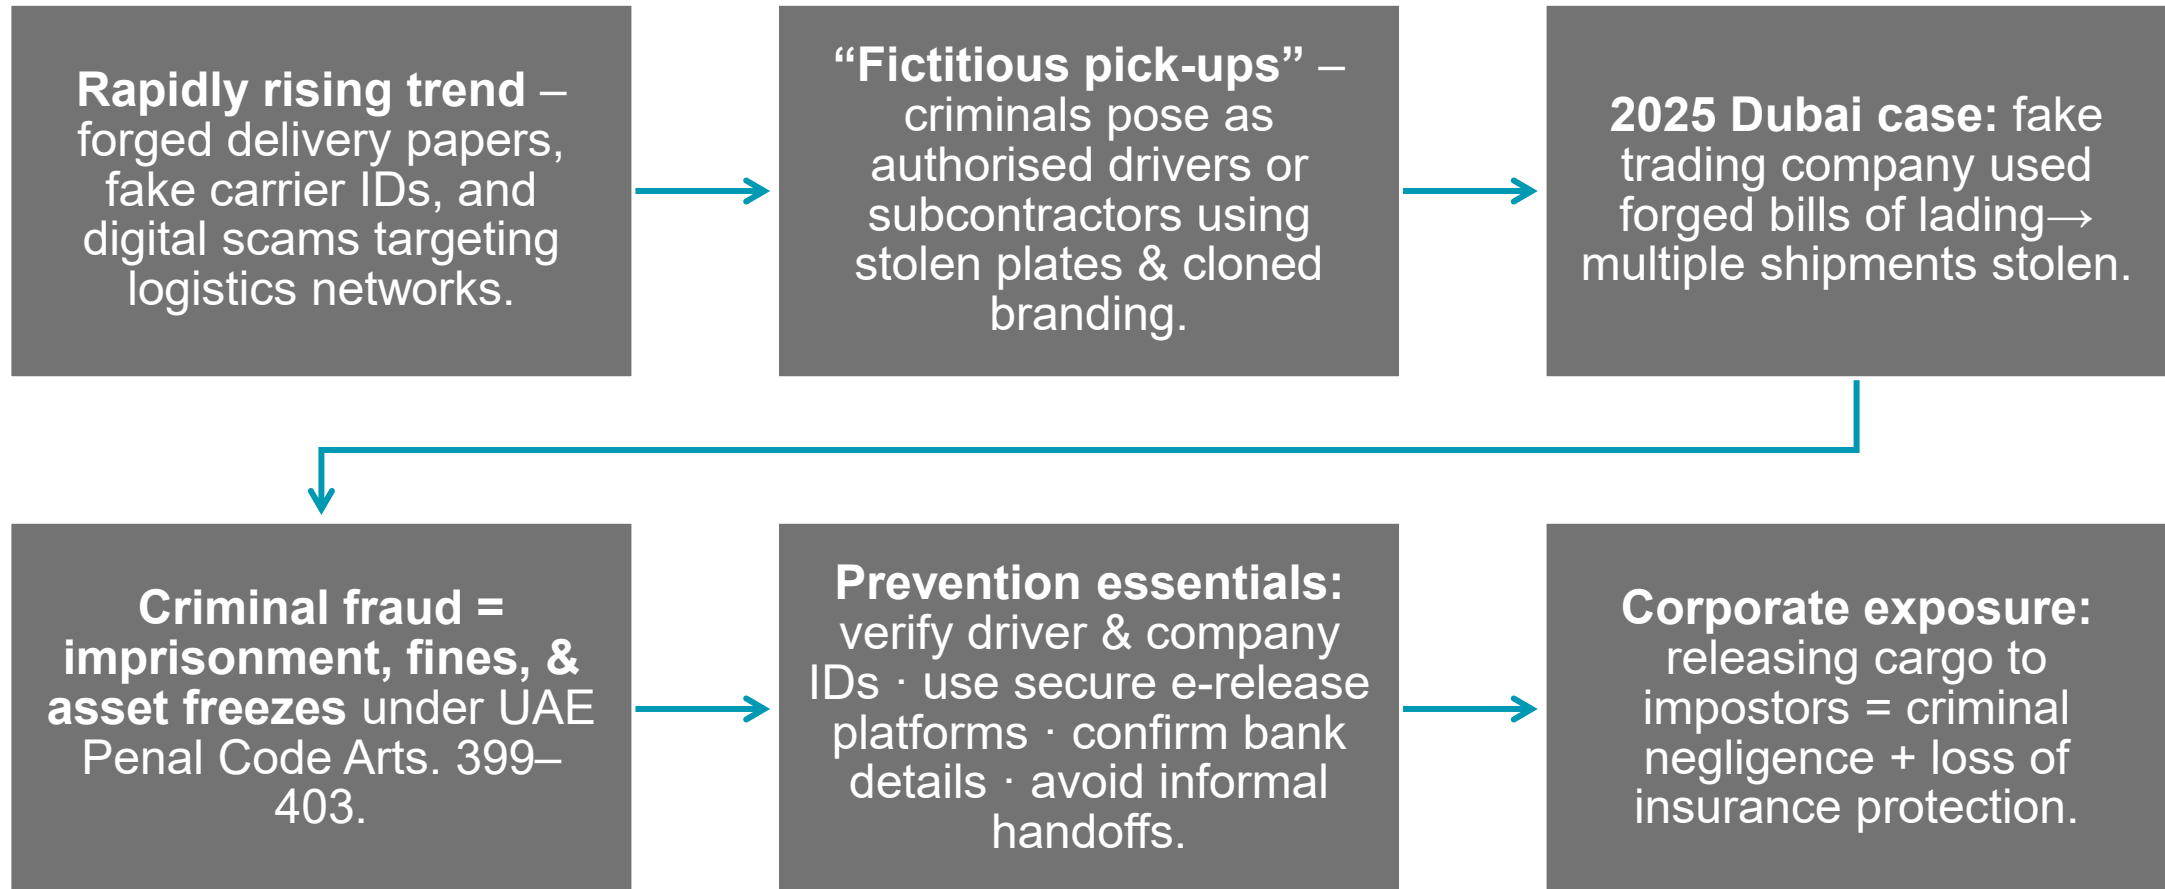 Rapidly rising trend –
forged delivery papers,
fake carrier IDs, and
digital scams targeting
logistics networks.
“Fictitious pick-ups” –
criminals pose as
authorised drivers or
subcontractors using
stolen plates & cloned
branding.
2025 Dubai case: fake
trading company used
forged bills of lading→
multiple shipments stolen.
Criminal fraud =
imprisonment, fines, &
asset freezes under UAE
Penal Code Arts. 399–
403.
Prevention essentials:
verify driver & company
IDs · use secure e-release
platforms · confirm bank
details · avoid informal
handoffs.
Corporate exposure:
releasing cargo to
impostors = criminal
negligence + loss of
insurance protection.